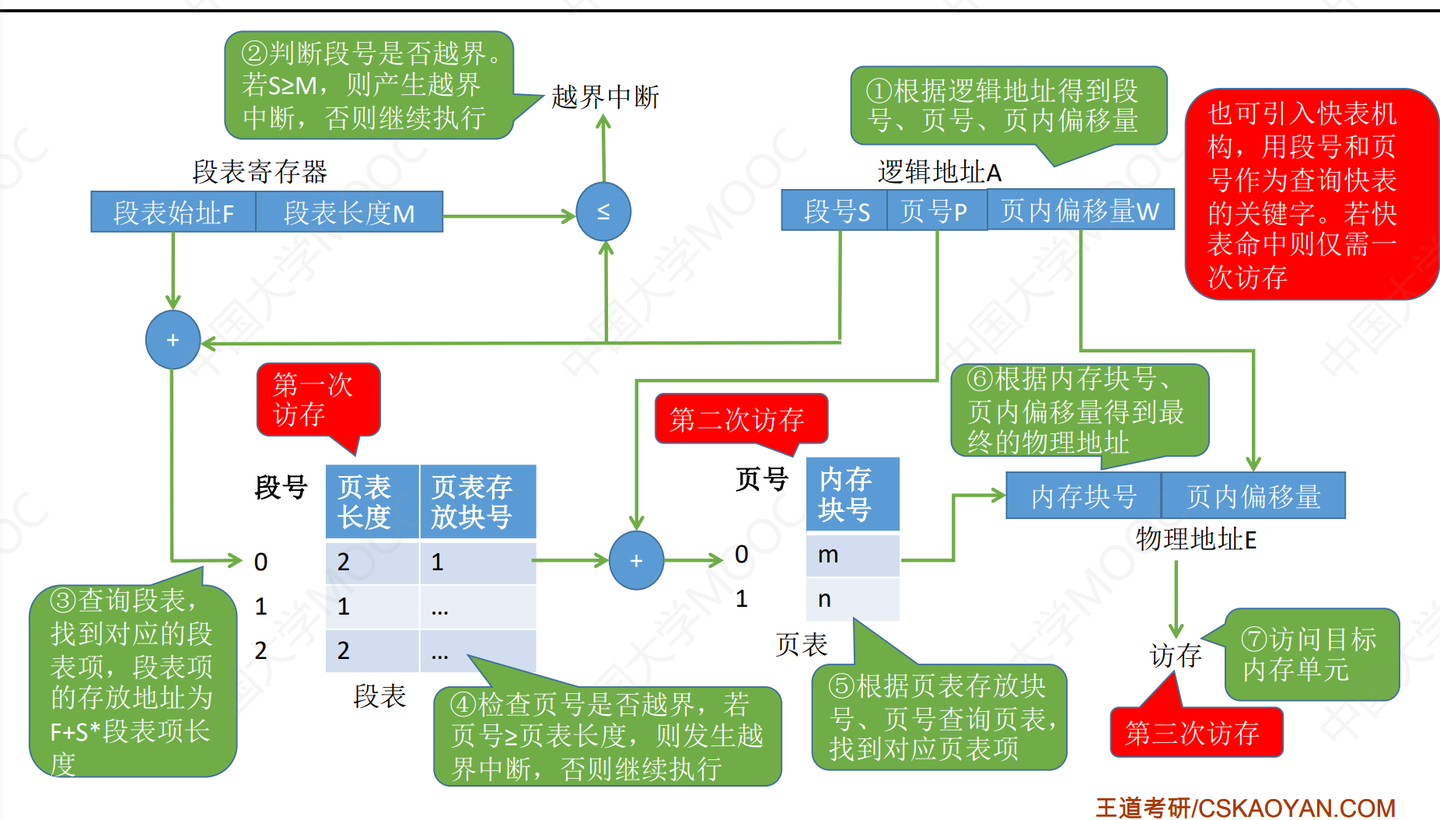 ②判断段号是否越界。
若S≥M，则产生越界
中断，否则继续执行
越界中断
①根据逻辑地址得到段
号、页号、页内偏移量
也可引入快表机
构，用段号和页
号作为查询快表
的关键字。若快
表命中则仅需一
次访存
段表寄存器
段表始址F 段表长度M
≤
逻辑地址A
段号S 页号P 页内偏移量W
+
第一次
访存
第二次访存
⑥根据内存块号、
页内偏移量得到最
终的物理地址
段号 页表长度 页表存放块号
0 2 1
1 1 ...
2 2 ...
段表
+
页号 内存块号
0 m
1 n
页表
内存块号 页内偏移量
物理地址E
③查询段表，
找到对应的段
表项，段表项
的存放地址为
F+S*段表项长
度
④检查页号是否越界，若
页号≥页表长度，则发生越
界中断，否则继续执行
⑤根据页表存放块
号、页号查询页表，
找到对应页表项
访存
⑦访问目标
内存单元
第三次访存
王道考研/CSKAOYAN.COM
中国大学MOOC